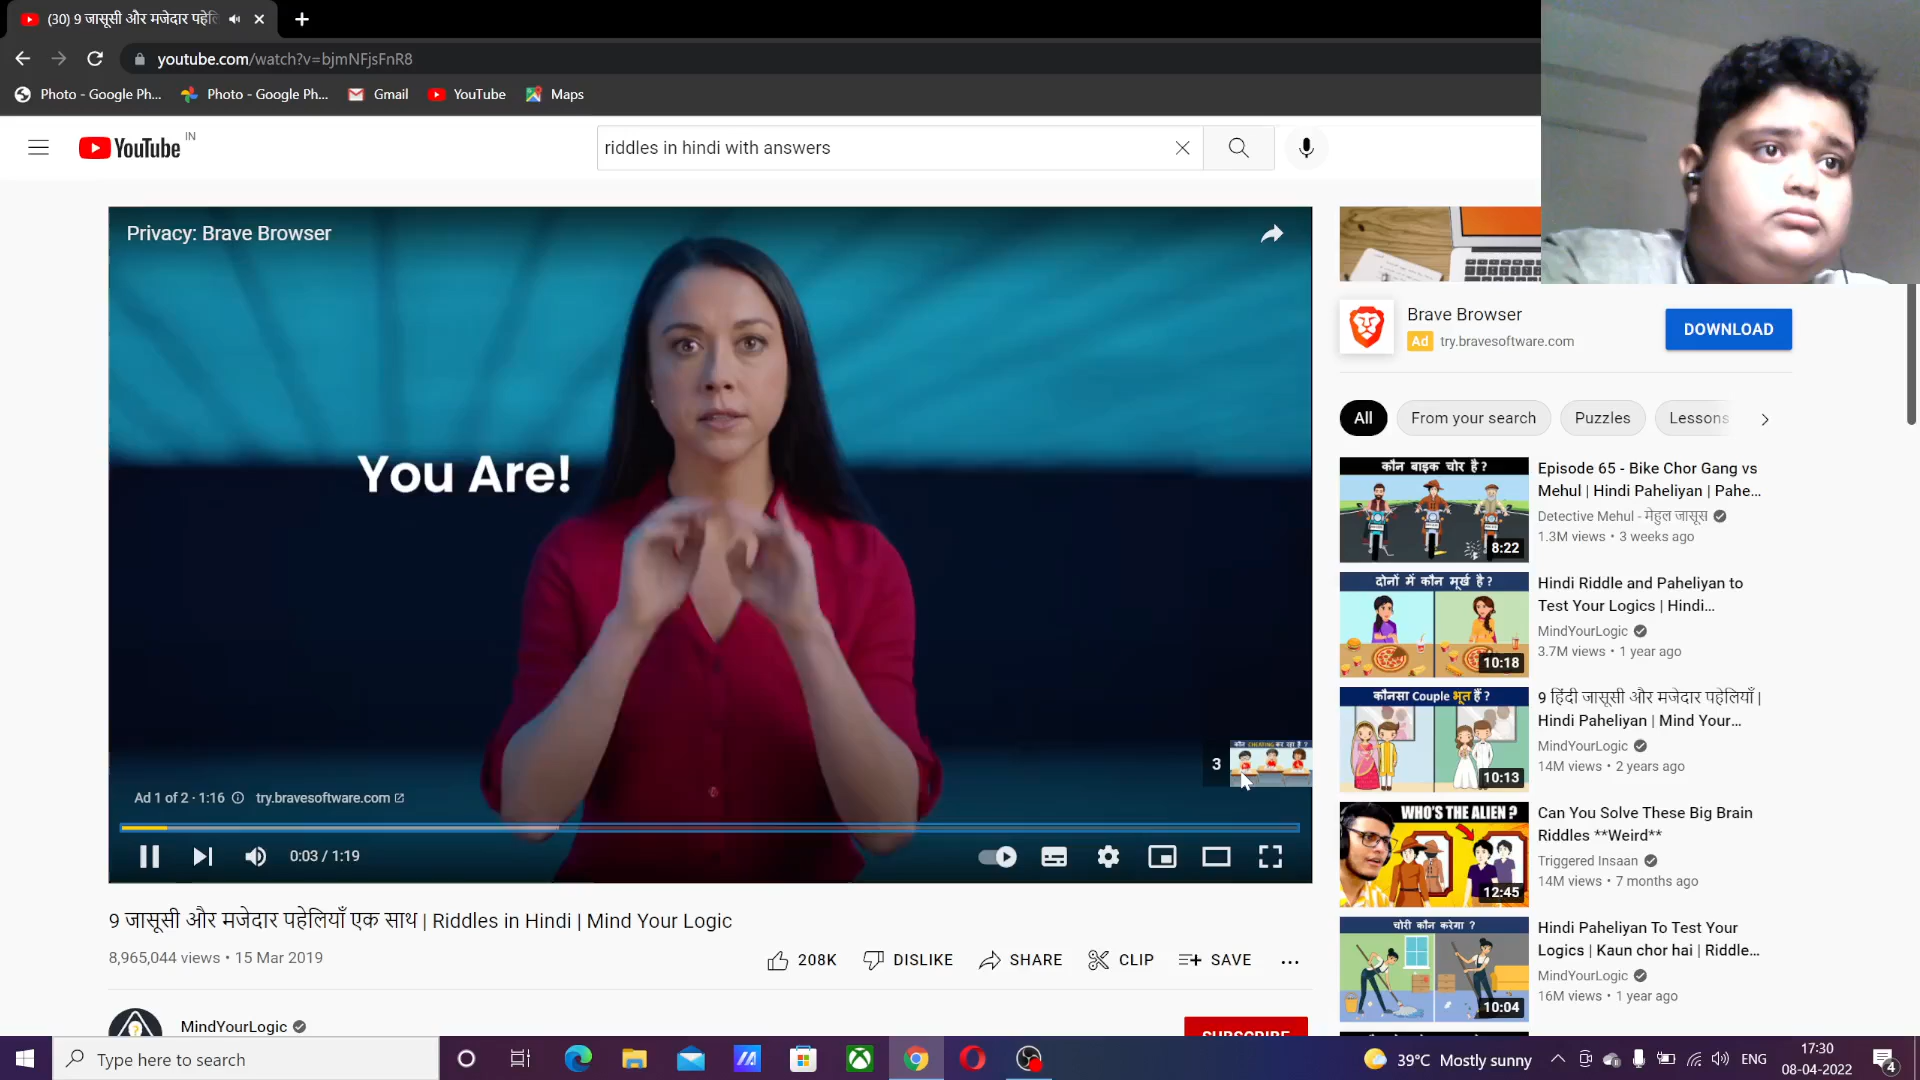 (30) 9 जासूसी और मजेदार पहेलि
youtube.com/watch?v=bjmNFjsFnR8
Photo - Google Ph...
Photo - Google Ph...
Gmail
YouTube
Maps
YouTube IN
riddles in hindi with answers
Privacy: Brave Browser
You Are!
3
Ad 1 of 2 · 1:16
try.bravesoftware.com
0:03 / 1:19
9 जासूसी और मजेदार पहेलियाँ एक साथ | Riddles in Hindi | Mind Your Logic
8,965,044 views • 15 Mar 2019
208K
DISLIKE
SHARE
CLIP
SAVE
MindYourLogic
SUBSCRIBE
Brave Browser
Ad try.bravesoftware.com
DOWNLOAD
All
From your search
Puzzles
Lessons
कौन बाइक चोर है ?
8:22
Episode 65 - Bike Chor Gang vs
Mehul | Hindi Paheliyan | Pahe...
Detective Mehul - मेहुल जासूस
1.3M views • 3 weeks ago
दोनों में कौन मूर्ख है ?
10:18
Hindi Riddle and Paheliyan to
Test Your Logics | Hindi...
MindYourLogic
3.7M views • 1 year ago
कौनसा Couple भूत हैं ?
10:13
9 हिंदी जासूसी और मजेदार पहेलियाँ |
Hindi Paheliyan | Mind Your...
MindYourLogic
14M views • 2 years ago
WHO'S THE ALIEN ?
12:45
Can You Solve These Big Brain
Riddles **Weird**
Triggered Insaan
14M views • 7 months ago
चोरी कौन करेगा ?
10:04
Hindi Paheliyan To Test Your
Logics | Kaun chor hai | Riddle...
MindYourLogic
16M views • 1 year ago
Type here to search
39°C Mostly sunny
ENG
17:30
08-04-2022
4